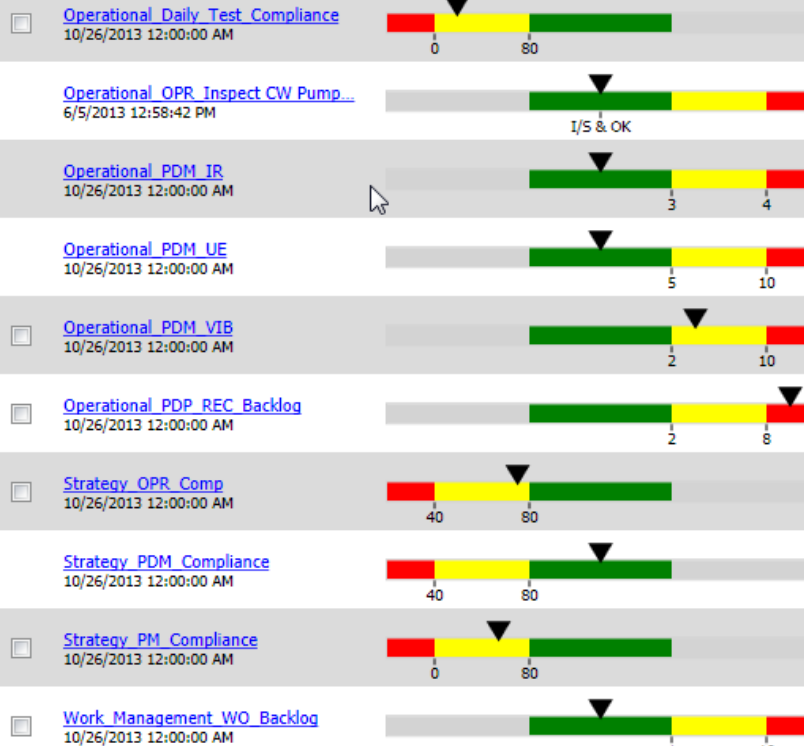 Operational_Daily_Test_Compliance
10/26/2013 12:00:00 AM
0 80
Operational_OPR_Inspect CW Pump...
6/5/2013 12:58:42 PM
I/S & OK
Operational_PDM_IR
10/26/2013 12:00:00 AM
3 4
Operational_PDM_UE
10/26/2013 12:00:00 AM
5 10
Operational_PDM_VIB
10/26/2013 12:00:00 AM
2 10
Operational_PDP_REC_Backlog
10/26/2013 12:00:00 AM
2 8
Strategy_OPR_Comp
10/26/2013 12:00:00 AM
40 80
Strategy_PDM_Compliance
10/26/2013 12:00:00 AM
40 80
Strategy_PM_Compliance
10/26/2013 12:00:00 AM
0 80
Work_Management_WO_Backlog
10/26/2013 12:00:00 AM